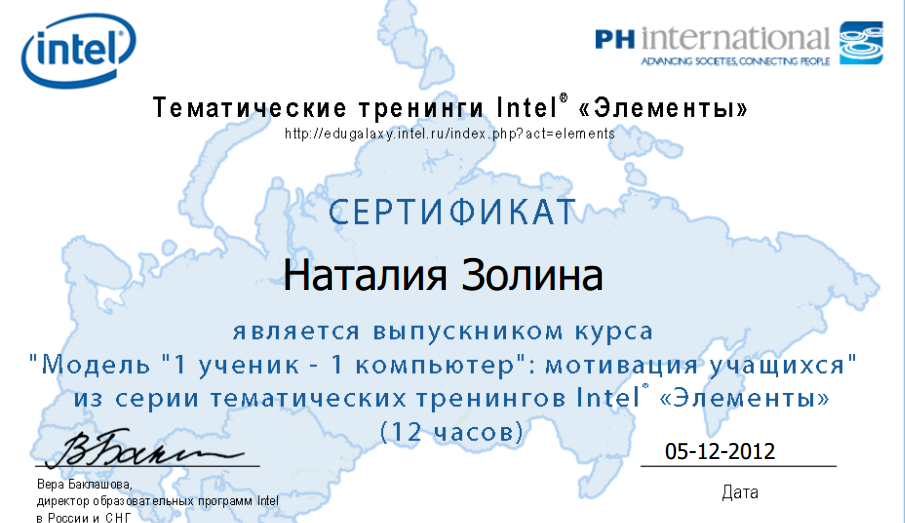 intel
PH international
ADVANCING SOCIETIES, CONNECTING PEOPLE
Тематические тренинги Intel® «Элементы»
http://edugalaxy.intel.ru/index.php?act=elements
СЕРТИФИКАТ
Наталия Золина
является выпускником курса
"Модель "1 ученик - 1 компьютер": мотивация учащихся"
из серии тематических тренингов Intel® «Элементы»
(12 часов)
05-12-2012
Вера Баклашова,
директор образовательных программ Intel
в России и СНГ
Дата